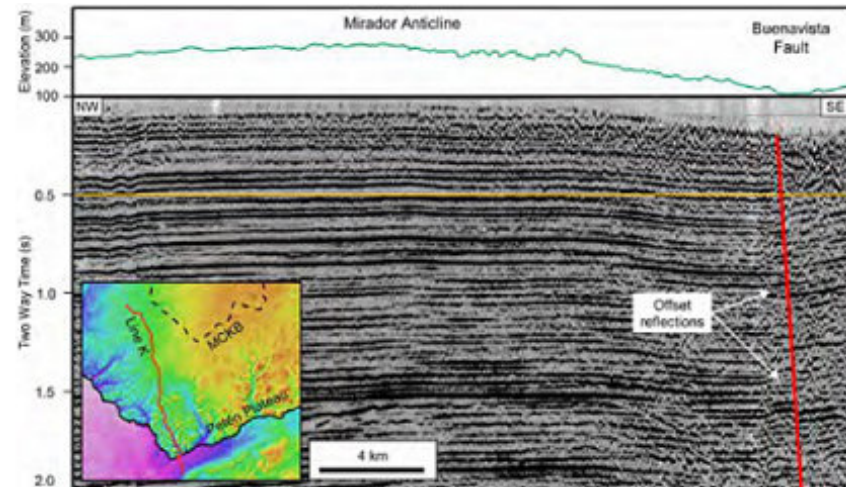 Mirador Anticline
Buenavista
Fault
Elevation (m)
300
200
100
NW
SE
Two Way Time (s)
0.5
1.0
1.5
2.0
Offset
reflections
Line K
MCKB
Petén Plateau
4 km